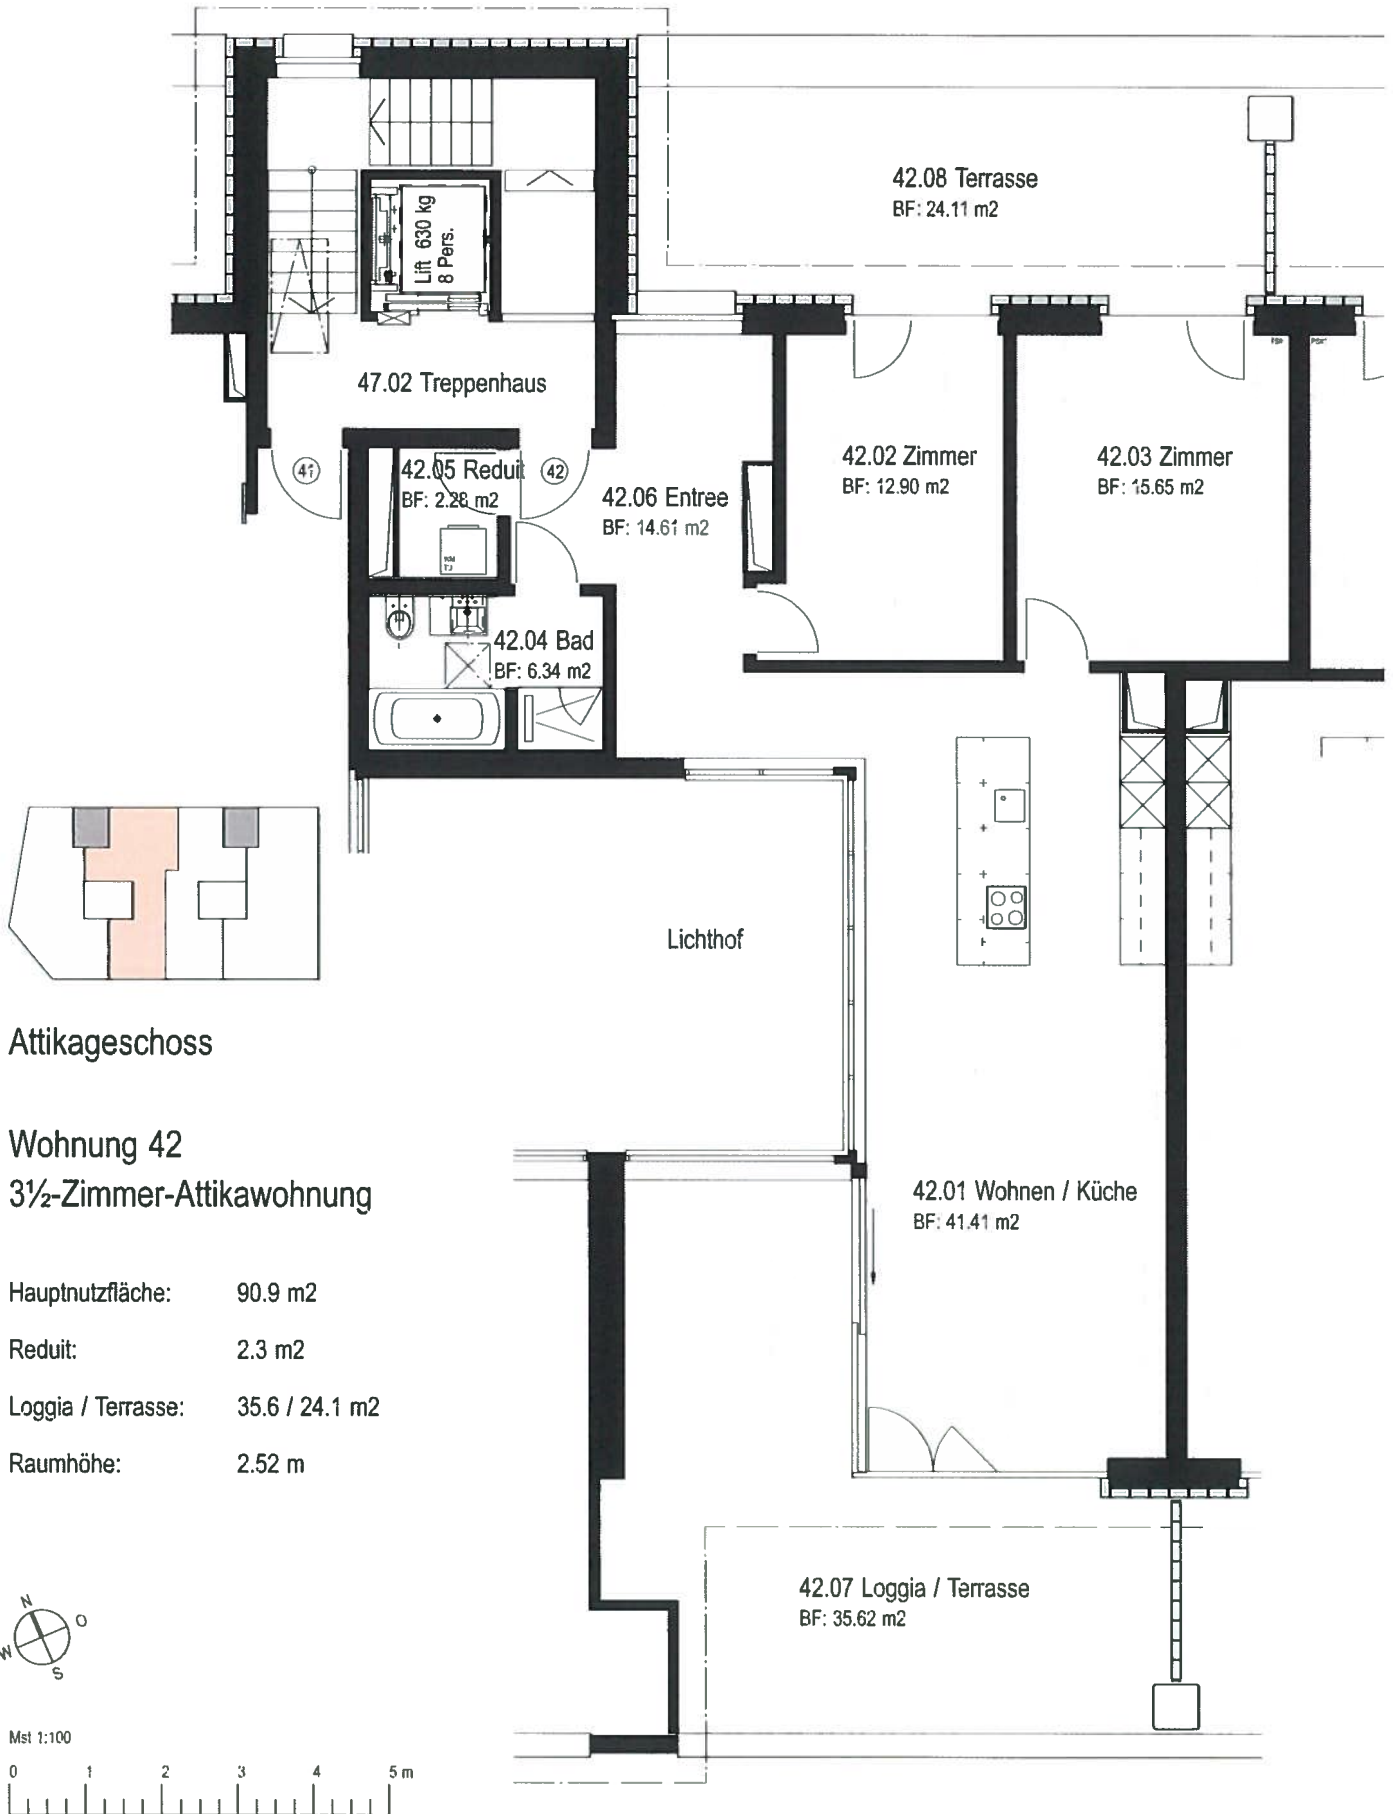 42.08 Terrasse
BF: 24.11 m2
Lift 630 kg
8 Pers.
47.02 Treppenhaus
42.05 Reduit
BF: 2.28 m2
42
42.06 Entree
BF: 14.61 m2
42.02 Zimmer
BF: 12.90 m2
42.03 Zimmer
BF: 15.65 m2
42.04 Bad
BF: 6.34 m2
Lichthof
Attikageschoss
Wohnung 42
3½-Zimmer-Attikawohnung
42.01 Wohnen / Küche
BF: 41.41 m2
Hauptnutzfläche: 90.9 m2
Reduit: 2.3 m2
Loggia / Terrasse: 35.6 / 24.1 m2
Raumhöhe: 2.52 m
42.07 Loggia / Terrasse
BF: 35.62 m2
N
O
W
S
Mst 1:100
0 1 2 3 4 5 m